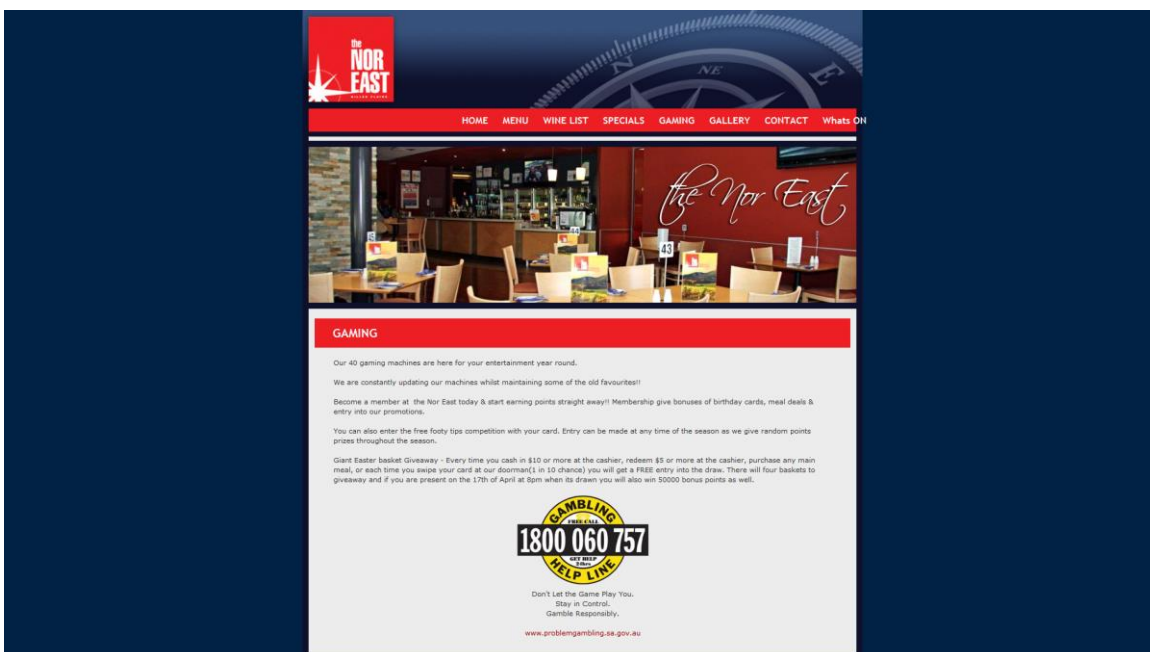 the
NOR
EAST
N
NE
E
HOME MENU WINE LIST SPECIALS GAMING GALLERY CONTACT Whats ON
the Nor East
44
43
GAMING
Our 40 gaming machines are here for your entertainment year round.
We are constantly updating our machines whilst maintaining some of the old favourites!!
Become a member at the Nor East today & start earning points straight away!! Membership give bonuses of birthday cards, meal deals &
entry into our promotions.
You can also enter the free footy tips competition with your card. Entry can be made at any time of the season as we give random points
prizes throughout the season.
Giant Easter basket Giveaway - Every time you cash in $10 or more at the cashier, redeem $5 or more at the cashier, purchase any main
meal, or each time you swipe your card at our doorman(1 in 10 chance) you will get a FREE entry into the draw. There will four baskets to
giveaway and if you are present on the 17th of April at 8pm when its drawn you will also win 50000 bonus points as well.
GAMBLING
FREE CALL
1800 060 757
GET HELP
24hrs
HELP LINE
Don't Let the Game Play You.
Stay in Control.
Gamble Responsibly.
www.problemgambling.sa.gov.au